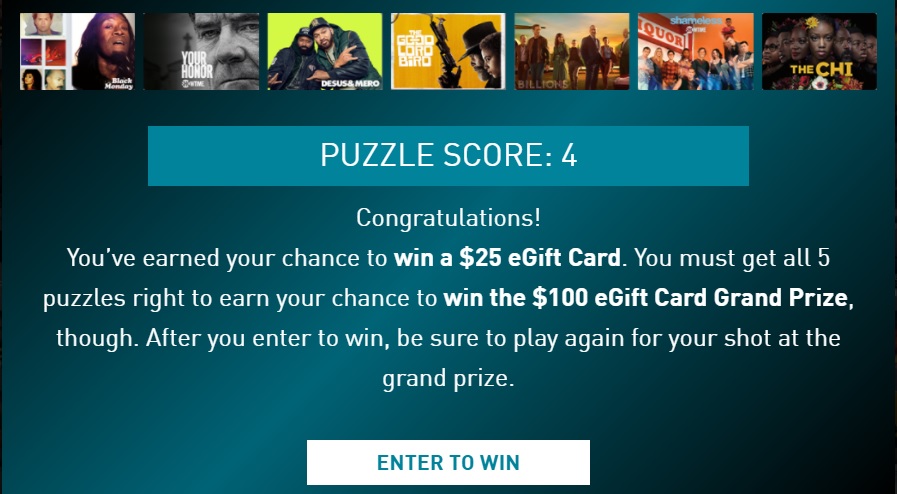 Black
Monday
YOUR
HONOR
SHOWTIME
DESUS & MERO
THE
GOOD
LORD
BIRD
BILLIONS
shameless
SHOWTIME
LIQUOR
THE CHI
PUZZLE SCORE: 4
Congratulations!
You’ve earned your chance to win a $25 eGift Card. You must get all 5
puzzles right to earn your chance to win the $100 eGift Card Grand Prize,
though. After you enter to win, be sure to play again for your shot at the
grand prize.
ENTER TO WIN